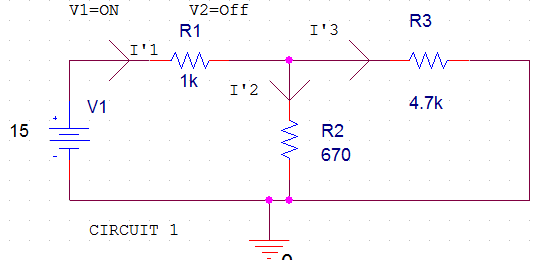 V1=ON V2=Off
R1 I'3 R3
I'1
1k
I'2
V1 4.7k
15 R2
670
CIRCUIT 1
0